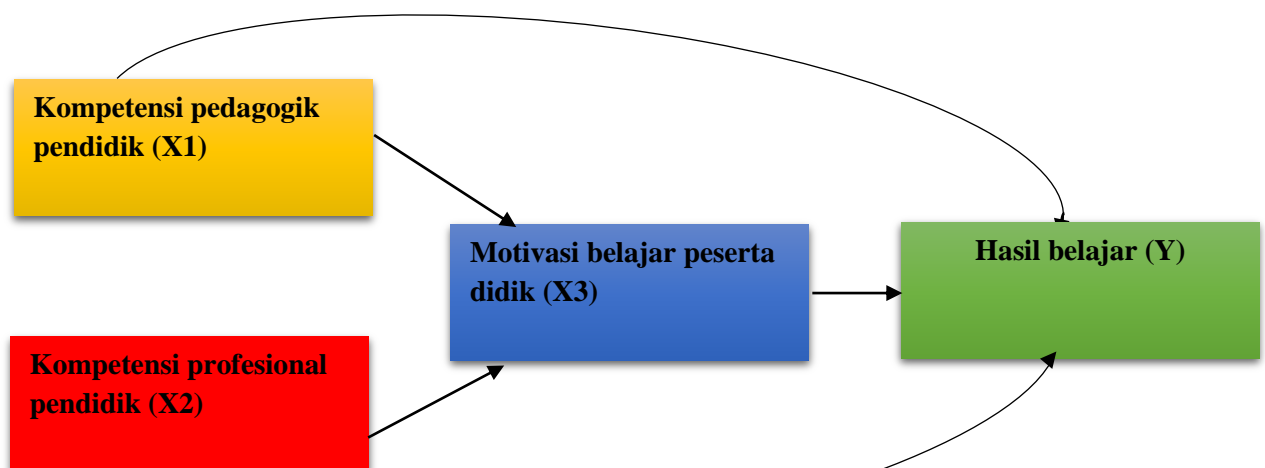 Kompetensi pedagogik
pendidik (X1)
Motivasi belajar peserta
didik (X3)
Hasil belajar (Y)
Kompetensi profesional
pendidik (X2)